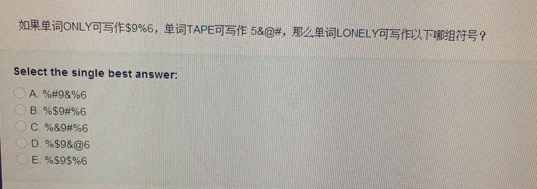 如果单词ONLY可写作$9%6，单词TAPE可写作 5&@#，那么单词LONELY可写作以下哪组符号？
Select the single best answer:
A. %#9&%6
B. %$9#%6
C. %&9#%6
D. %$9&@6
E. %$9$%6